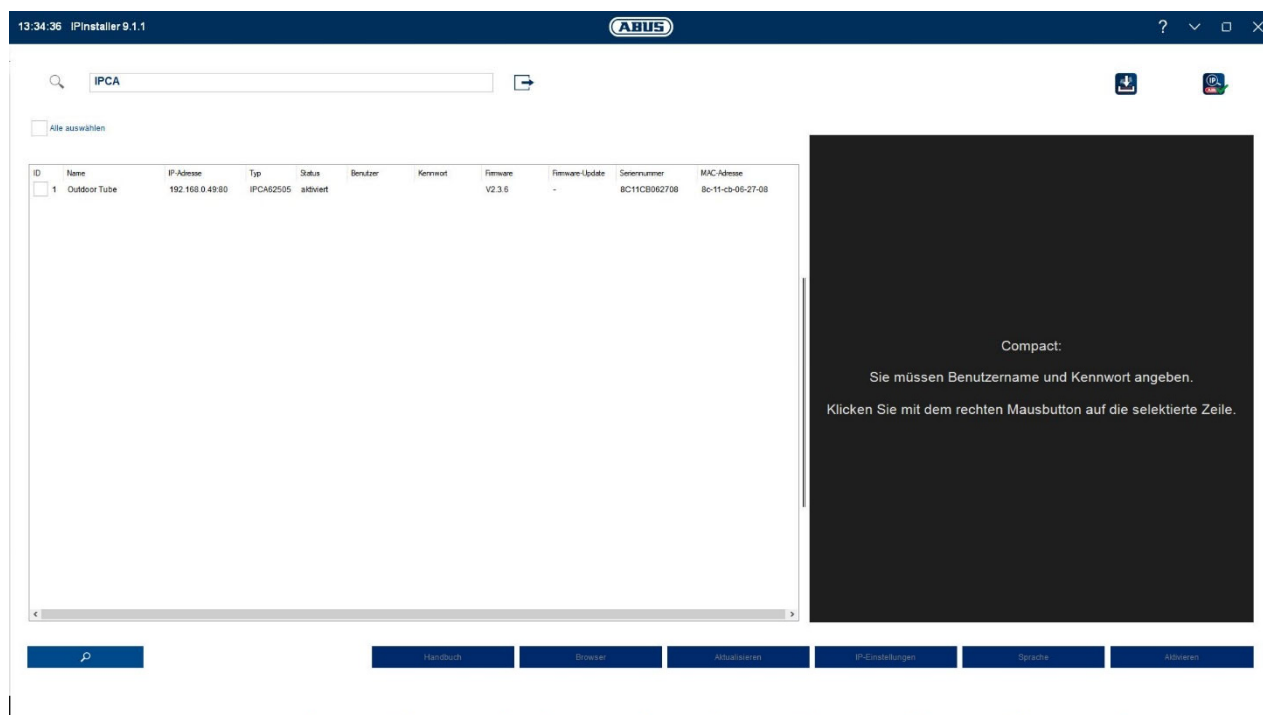 13:34:36 IPInstaller 9.1.1 ABUS ?
IPCA
Alle auswählen
ID Name IP-Adresse Typ Status Benutzer Kennwort Firmware Firmware-Update Seriennummer MAC-Adresse
1 Outdoor Tube 192.168.0.49:80 IPCA62505 aktiviert V2.3.6 - 8C11CB062708 8c-11-cb-06-27-08
Compact:
Sie müssen Benutzername und Kennwort angeben.
Klicken Sie mit dem rechten Mausbutton auf die selektierte Zeile.
Handbuch Browser Aktualisieren IP-Einstellungen Sprache Aktivieren